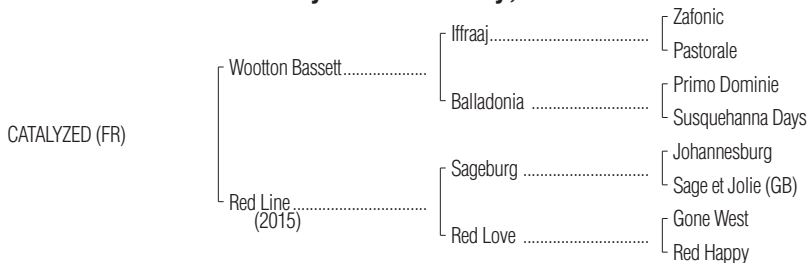 Iffraaj
Zafonic
Pastorale
Wootton Bassett
Balladonia
Primo Dominie
Susquehanna Days
CATALYZED (FR)
Sageburg
Johannesburg
Sage et Jolie (GB)
Red Line
(2015)
Red Love
Gone West
Red Happy